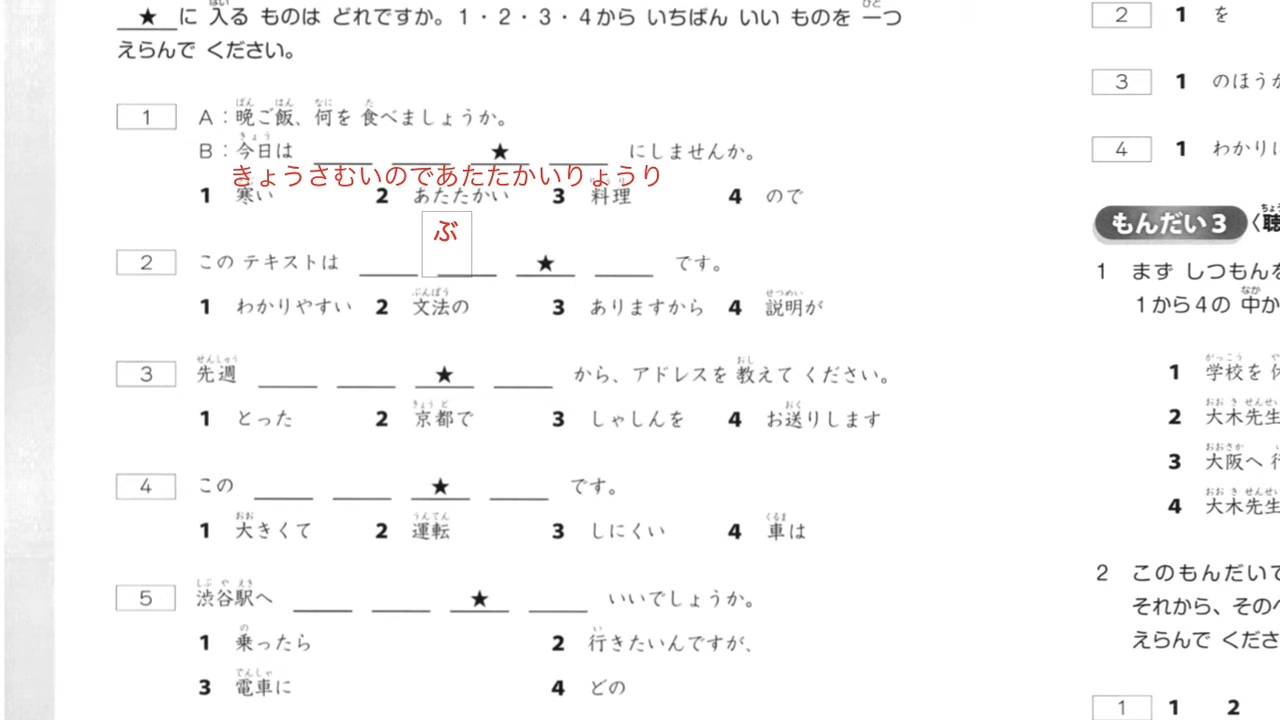 ★ に 入る ものは どれですか。1・2・3・4から いちばん いい ものを 一つ
えらんで ください。
1 A:晩ご飯、何を 食べましょうか。
B:今日は ★ にしませんか。
きょうさむいのであたたかいりょうり
1 寒い 2 あたたかい 3 料理 4 ので
ぶ
2 この テキストは ★ です。
1 わかりやすい 2 文法の 3 ありますから 4 説明が
3 先週 ★ から、アドレスを 教えて ください。
1 とった 2 京都で 3 しゃしんを 4 お送りします
4 この ★ です。
1 大きくて 2 運転 3 しにくい 4 車は
5 渋谷駅へ ★ いいでしょうか。
1 乗ったら 2 行きたいんですが、
3 電車に 4 どの
2 1 を
3 1 のほうが
4 1 わかりに
もんだい3 〈聴
1 まず しつもんを
1から4の 中か
1 学校を 休
2 大木先生
3 大阪へ 行
4 大木先生
2 このもんだいで
それから、そのへ
えらんで くださ
1 1 2